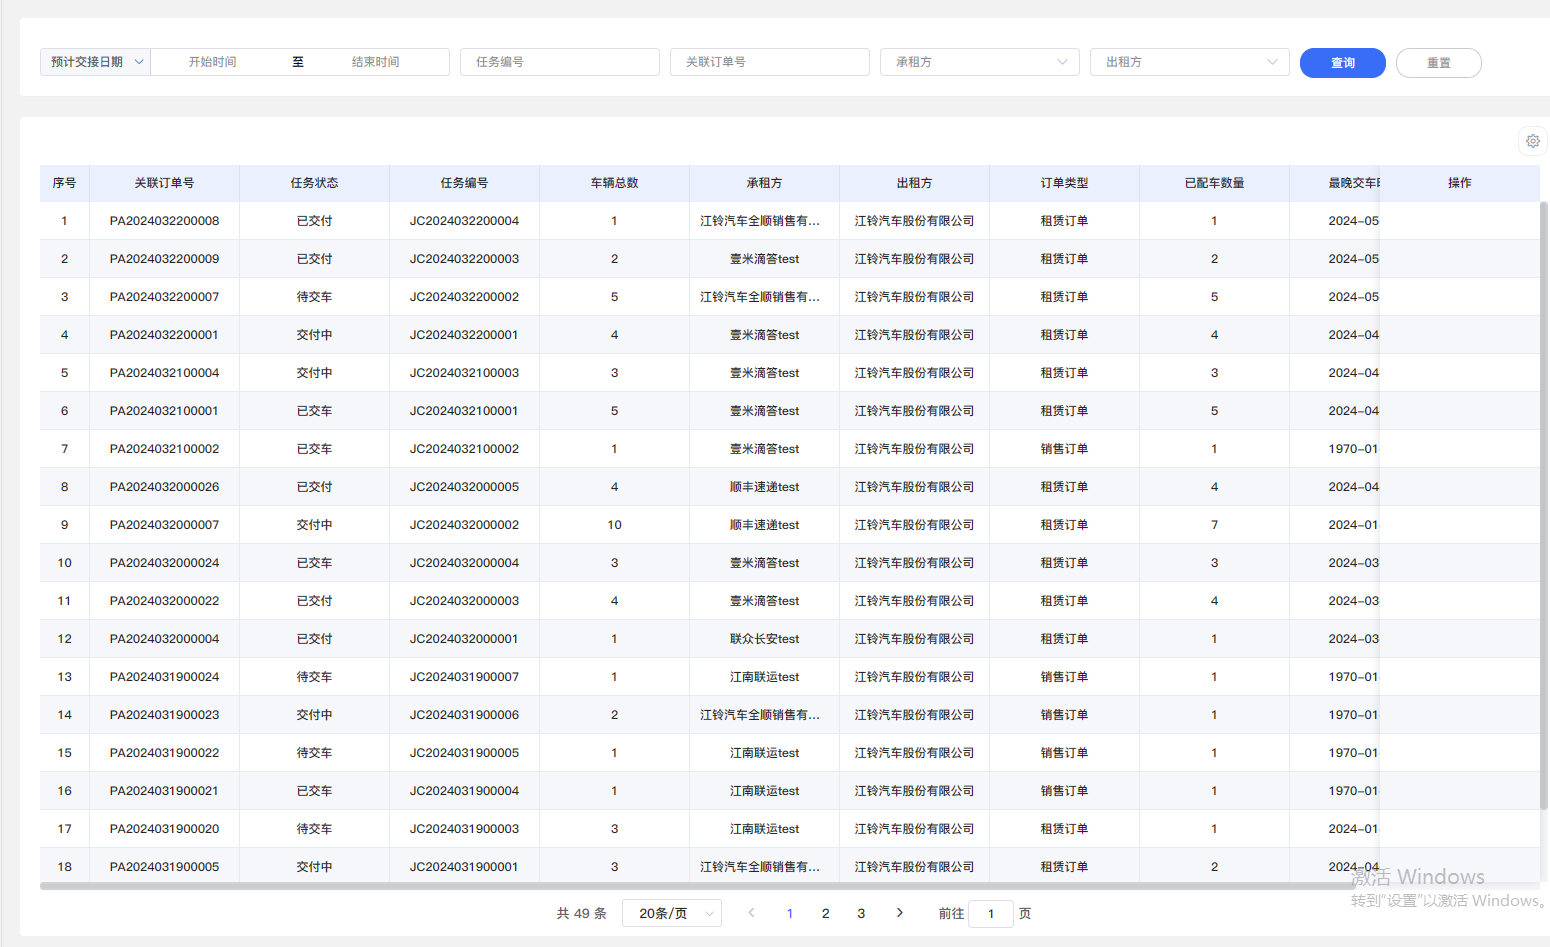 预计交接日期 开始时间 至 结束时间 任务编号 关联订单号 承租方 出租方 查询 重置
序号 关联订单号 任务状态 任务编号 车辆总数 承租方 出租方 订单类型 已配车数量 最晚交车 操作
1 PA2024032200008 已交付 JC2024032200004 1 江铃汽车全顺销售有... 江铃汽车股份有限公司 租赁订单 1 2024-05
2 PA2024032200009 已交付 JC2024032200003 2 壹米滴答test 江铃汽车股份有限公司 租赁订单 2 2024-05
3 PA2024032200007 待交车 JC2024032200002 5 江铃汽车全顺销售有... 江铃汽车股份有限公司 租赁订单 5 2024-05
4 PA2024032200001 交付中 JC2024032200001 4 壹米滴答test 江铃汽车股份有限公司 租赁订单 4 2024-04
5 PA2024032100004 交付中 JC2024032100003 3 壹米滴答test 江铃汽车股份有限公司 租赁订单 3 2024-04
6 PA2024032100001 已交车 JC2024032100001 5 壹米滴答test 江铃汽车股份有限公司 租赁订单 5 2024-04
7 PA2024032100002 已交车 JC2024032100002 1 壹米滴答test 江铃汽车股份有限公司 销售订单 1 1970-01
8 PA2024032000026 已交付 JC2024032000005 4 顺丰速递test 江铃汽车股份有限公司 租赁订单 4 2024-04
9 PA2024032000007 交付中 JC2024032000002 10 顺丰速递test 江铃汽车股份有限公司 租赁订单 7 2024-01
10 PA2024032000024 已交车 JC2024032000004 3 壹米滴答test 江铃汽车股份有限公司 租赁订单 3 2024-03
11 PA2024032000022 已交付 JC2024032000003 4 壹米滴答test 江铃汽车股份有限公司 租赁订单 4 2024-03
12 PA2024032000004 已交付 JC2024032000001 1 联众长安test 江铃汽车股份有限公司 租赁订单 1 2024-03
13 PA2024031900024 待交车 JC2024031900007 1 江南联运test 江铃汽车股份有限公司 销售订单 1 1970-01
14 PA2024031900023 交付中 JC2024031900006 2 江铃汽车全顺销售有... 江铃汽车股份有限公司 销售订单 1 1970-01
15 PA2024031900022 待交车 JC2024031900005 1 江南联运test 江铃汽车股份有限公司 销售订单 1 1970-01
16 PA2024031900021 已交车 JC2024031900004 1 江南联运test 江铃汽车股份有限公司 销售订单 1 1970-01
17 PA2024031900020 待交车 JC2024031900003 3 江南联运test 江铃汽车股份有限公司 租赁订单 1 2024-01
18 PA2024031900005 交付中 JC2024031900001 3 江铃汽车全顺销售有... 江铃汽车股份有限公司 租赁订单 2 2024-04
激活 Windows
转到"设置"以激活 Windows。
共 49 条 20条/页 1 2 3 前往 1 页